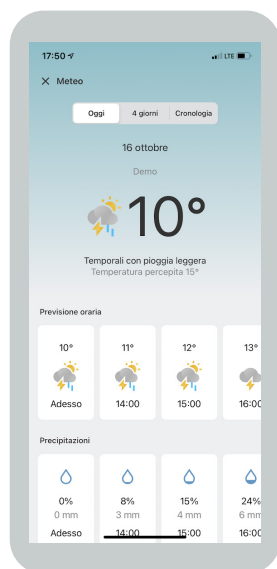 17:50 LTE
Meteo
Oggi 4 giorni Cronologia
16 ottobre
Demo
10°
Temporali con pioggia leggera
Temperatura percepita 15°
Previsione oraria
10° 11° 12° 13°
Adesso 14:00 15:00 16:00
Precipitazioni
0% 8% 15% 24%
0 mm 3 mm 4 mm 6 mm
Adesso 14:00 15:00 16:00